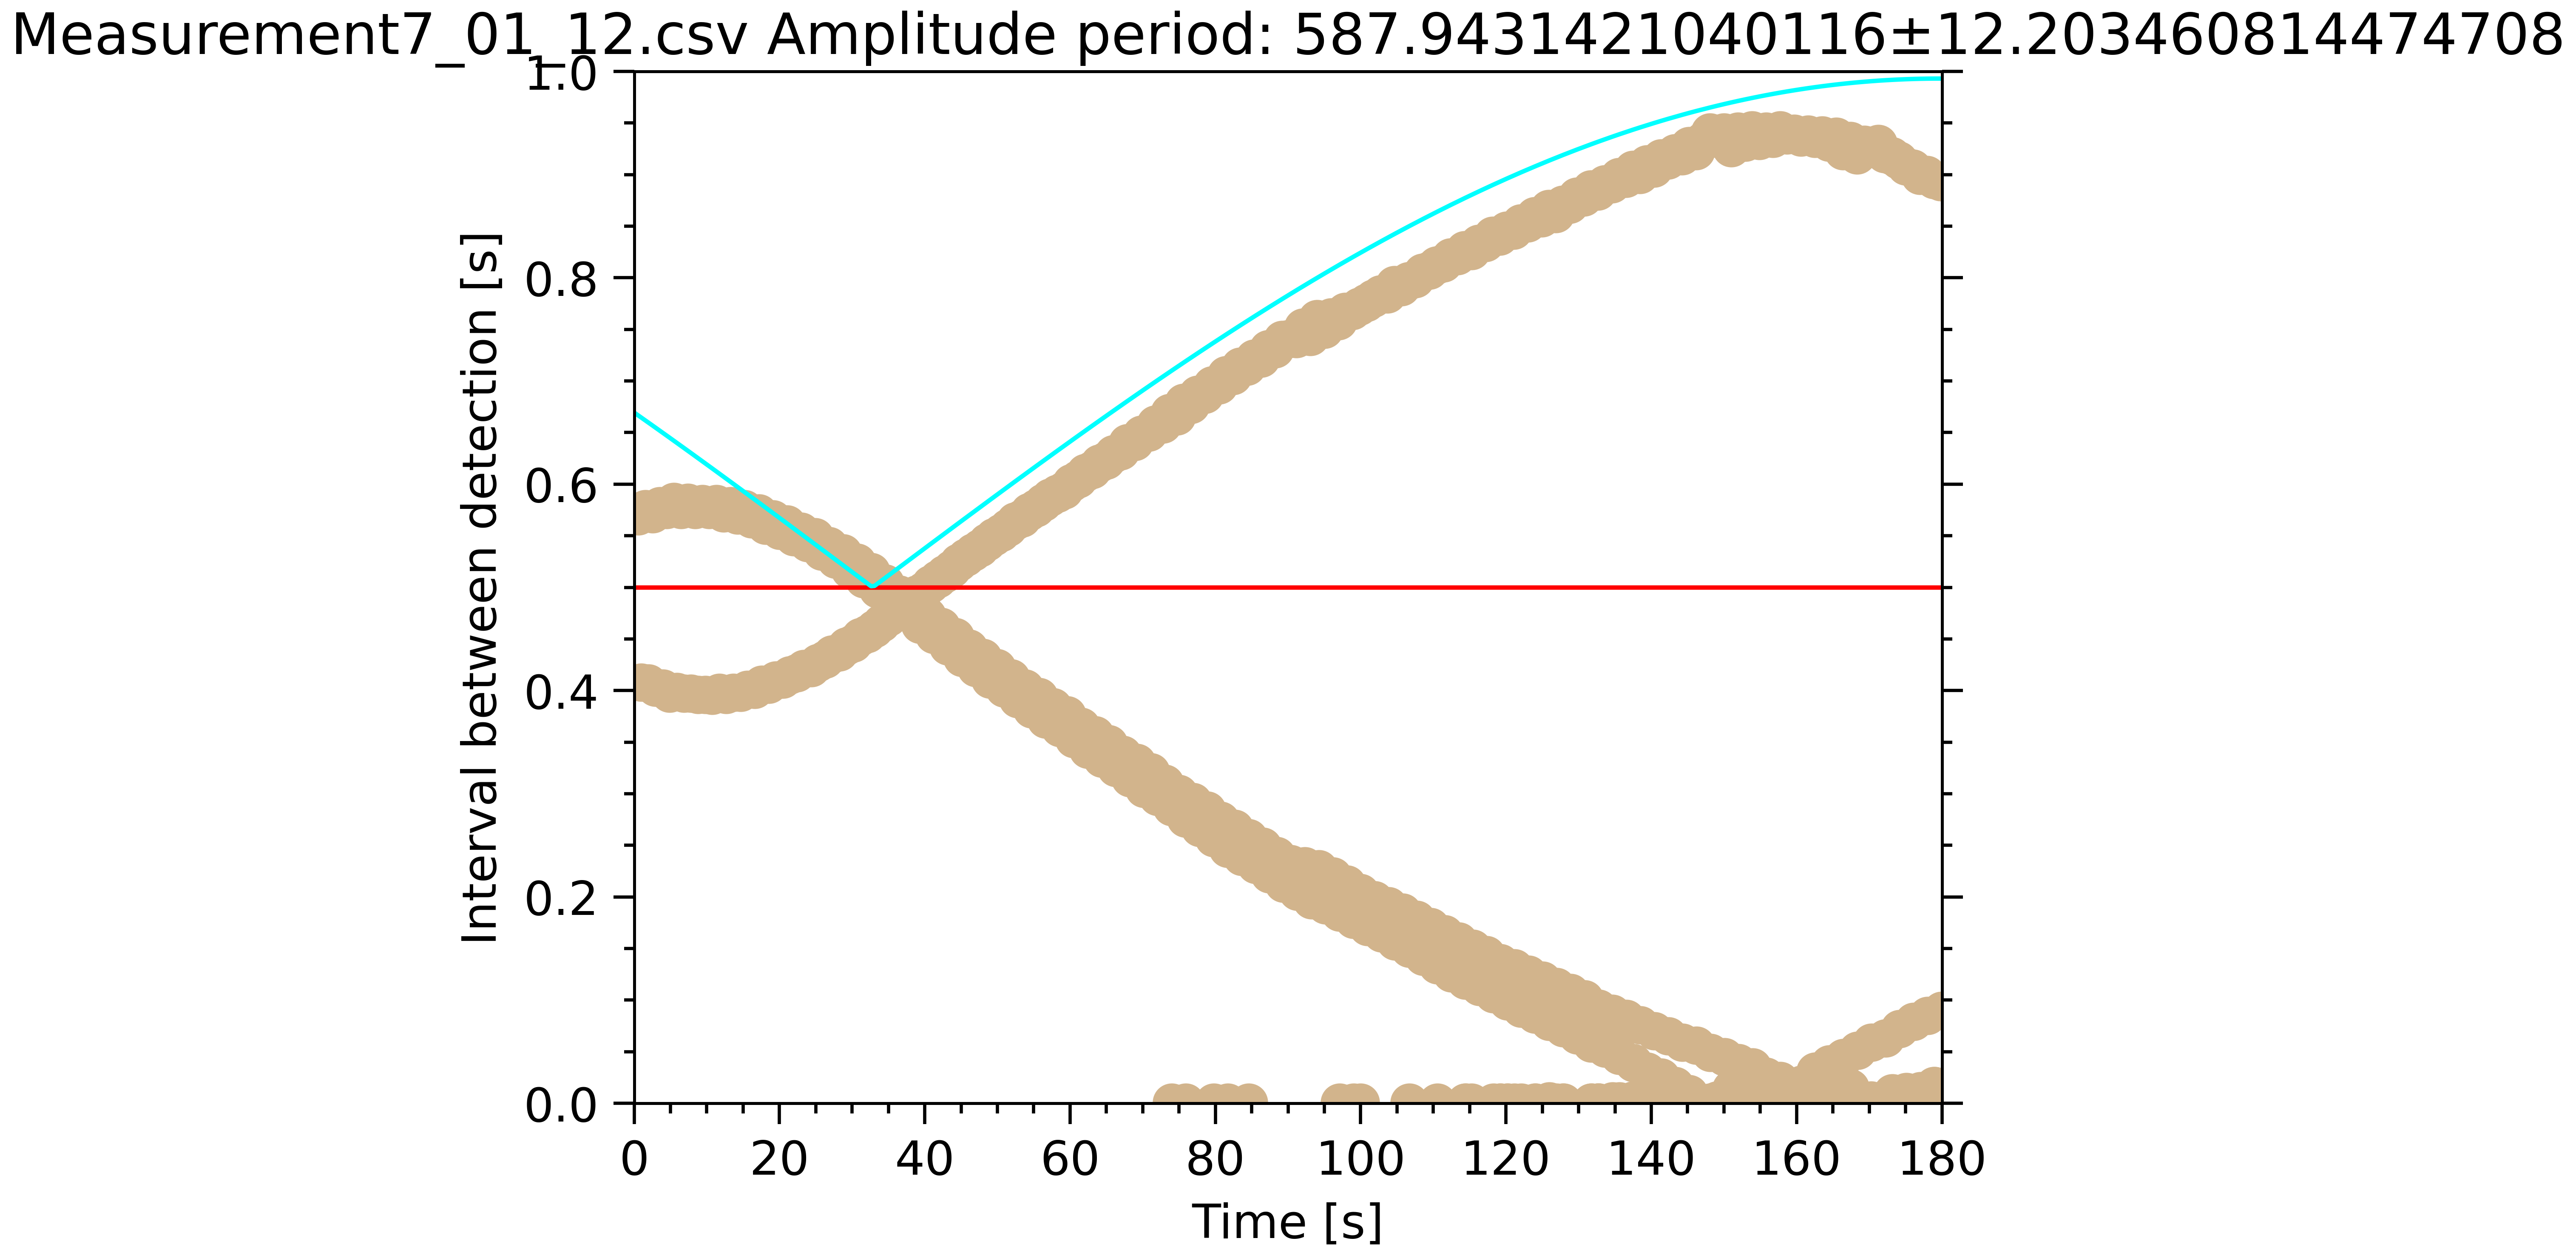 Measurement7_01_12.csv Amplitude period: 587.9431421040116±12.203460814474708
1.0
0.8
0.6
0.4
0.2
0.0
Interval between detection [s]
0 20 40 60 80 100 120 140 160 180
Time [s]